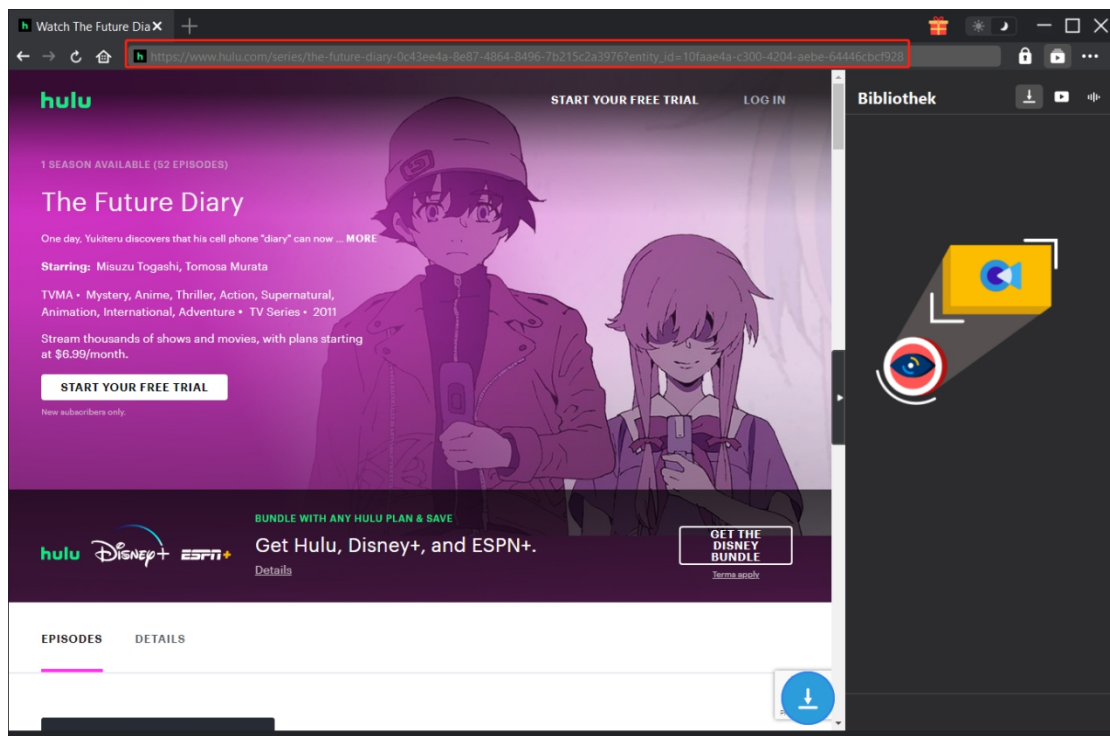 Watch The Future Dia
https://www.hulu.com/series/the-future-diary-0c43ee4a-8e87-4864-8496-7b215c2a3976?entity_id=10faae4a-c300-4204-aebe-64446cbcf928
hulu
START YOUR FREE TRIAL
LOG IN
Bibliothek
1 SEASON AVAILABLE (52 EPISODES)
The Future Diary
One day, Yukiteru discovers that his cell phone "diary" can now ... MORE
Starring: Misuzu Togashi, Tomosa Murata
TVMA • Mystery, Anime, Thriller, Action, Supernatural,
Animation, International, Adventure • TV Series • 2011
Stream thousands of shows and movies, with plans starting
at $6.99/month.
START YOUR FREE TRIAL
New subscribers only.
BUNDLE WITH ANY HULU PLAN & SAVE
hulu Disney+ ESPN+
Get Hulu, Disney+, and ESPN+.
Details
GET THE
DISNEY
BUNDLE
Terms apply
EPISODES
DETAILS